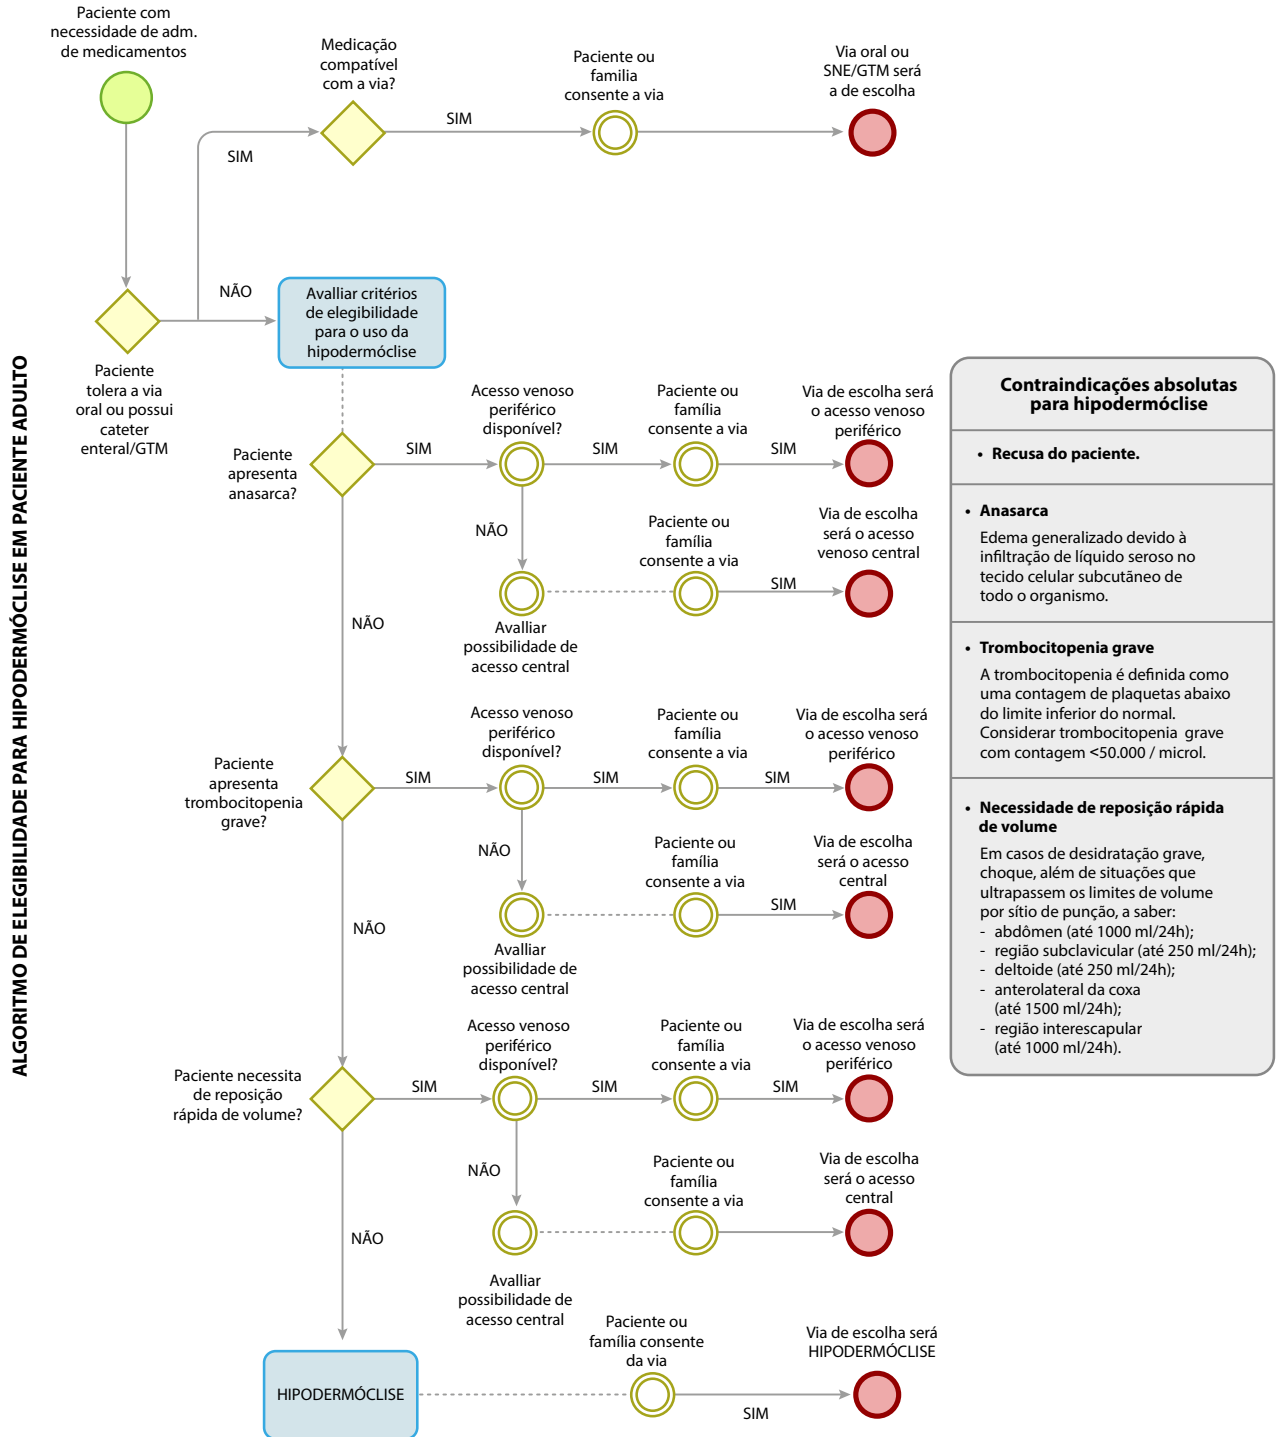 ALGORITMO DE ELEGIBILIDADE PARA HIPODERMÓCLISE EM PACIENTE ADULTO
Paciente com
necessidade de adm.
de medicamentos
Medicação
compatível
com a via?
SIM
SIM
Paciente ou
familia
consente a via
Via oral ou
SNE/GTM será
a de escolha
Paciente
tolera a via
oral ou possui
cateter
enteral/GTM
NÃO
Avalliar critérios
de elegibilidade
para o uso da
hipodermóclise
Paciente
apresenta
anasarca?
SIM
Acesso venoso
periférico
disponível?
SIM
Paciente ou
família
consente a via
SIM
Via de escolha será
o acesso venoso
periférico
NÃO
Avalliar
possibilidade de
acesso central
Paciente ou
família
consente a via
SIM
Via de escolha
será o acesso
venoso central
NÃO
Paciente
apresenta
trombocitopenia
grave?
SIM
Acesso venoso
periférico
disponível?
SIM
Paciente ou
família
consente a via
SIM
Via de escolha será
o acesso venoso
periférico
NÃO
Avalliar
possibilidade de
acesso central
Paciente ou
família
consente a via
SIM
Via de escolha
será o acesso
central
NÃO
Paciente necessita
de reposição
rápida de volume?
SIM
Acesso venoso
periférico
disponível?
SIM
Paciente ou
família
consente a via
SIM
Via de escolha será
o acesso venoso
periférico
NÃO
Avalliar
possibilidade de
acesso central
Paciente ou
família
consente a via
Via de escolha
será o acesso
central
NÃO
HIPODERMÓCLISE
Paciente ou
família consente
da via
SIM
Via de escolha será
HIPODERMÓCLISE
Contraindicações absolutas
para hipodermóclise
• Recusa do paciente.
• Anasarca
Edema generalizado devido à
infiltração de líquido seroso no
tecido celular subcutâneo de
todo o organismo.
• Trombocitopenia grave
A trombocitopenia é definida como
uma contagem de plaquetas abaixo
do limite inferior do normal.
Considerar trombocitopenia grave
com contagem <50.000 / microl.
• Necessidade de reposição rápida
de volume
Em casos de desidratação grave,
choque, além de situações que
ultrapassem os limites de volume
por sítio de punção, a saber:
- abdômen (até 1000 ml/24h);
- região subclavicular (até 250 ml/24h);
- deltoide (até 250 ml/24h);
- anterolateral da coxa
(até 1500 ml/24h);
- região interescapular
(até 1000 ml/24h).